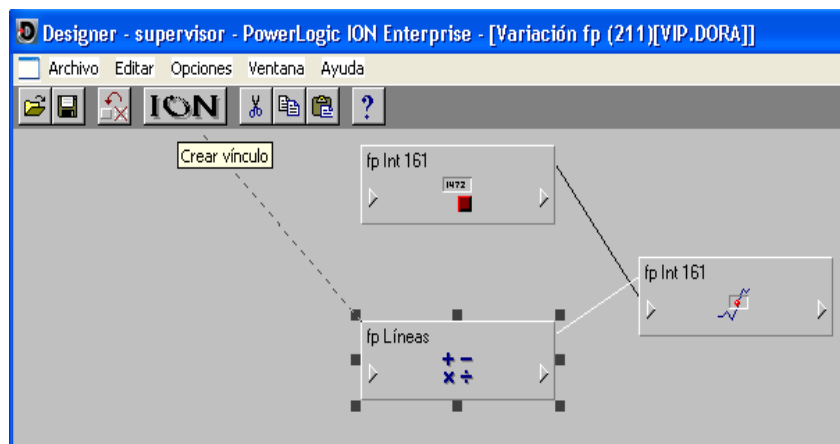 Designer - supervisor - PowerLogic ION Enterprise - [Variación fp (211)[VIP.DORA]]
Archivo Editar Opciones Ventana Ayuda
ION ?
Crear vínculo
fp Int 161
1472
fp Int 161
fp Líneas